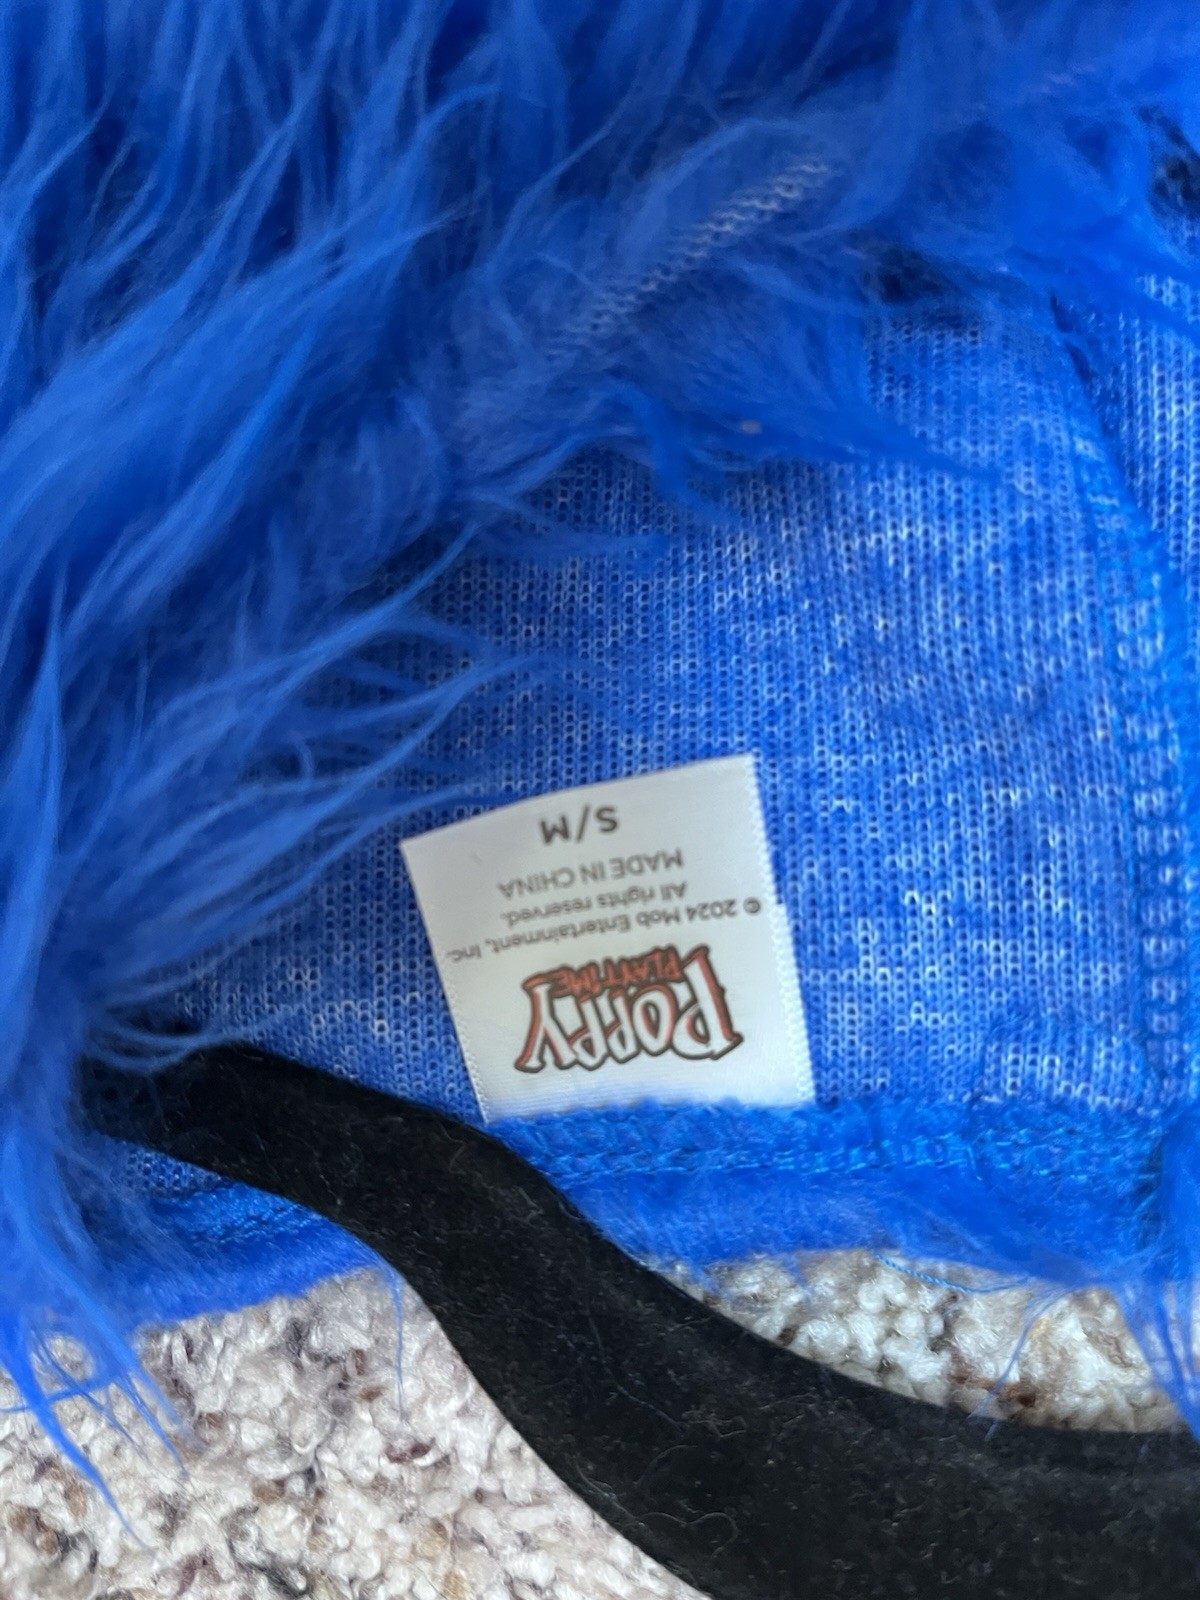 POPPY
PLAYTIME
© 2024 Mob Entertainment, Inc.
All rights reserved.
MADE IN CHINA
S/M